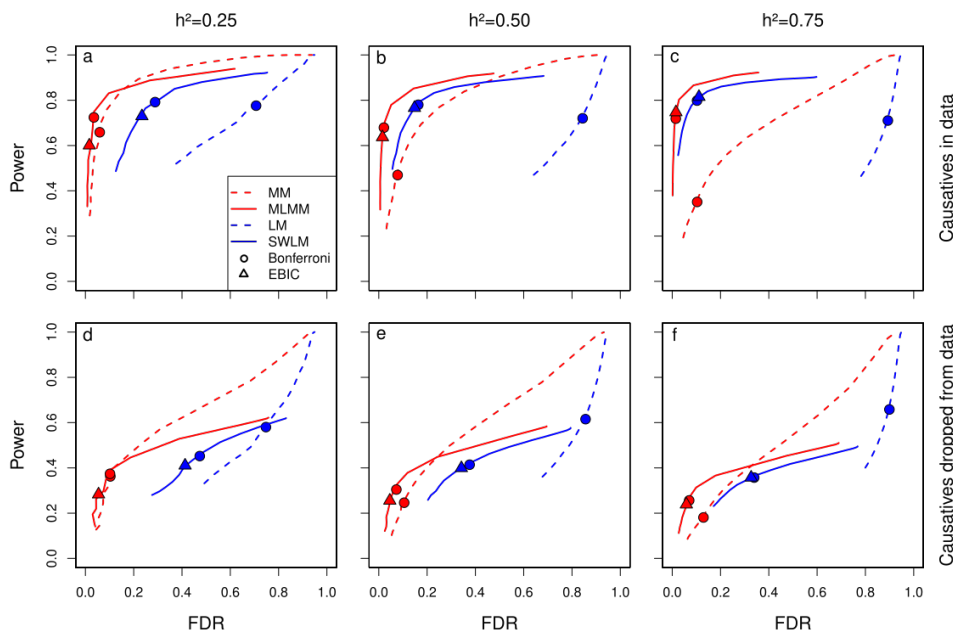 h²=0.25 h²=0.50 h²=0.75
a b c
Power
0.0 0.2 0.4 0.6 0.8 1.0
MM
MLMM
LM
SWLM
Bonferroni
EBIC
Causatives in data
d e f
Power
0.0 0.2 0.4 0.6 0.8 1.0
Causatives dropped from data
0.0 0.2 0.4 0.6 0.8 1.0 0.0 0.2 0.4 0.6 0.8 1.0 0.0 0.2 0.4 0.6 0.8 1.0
FDR FDR FDR